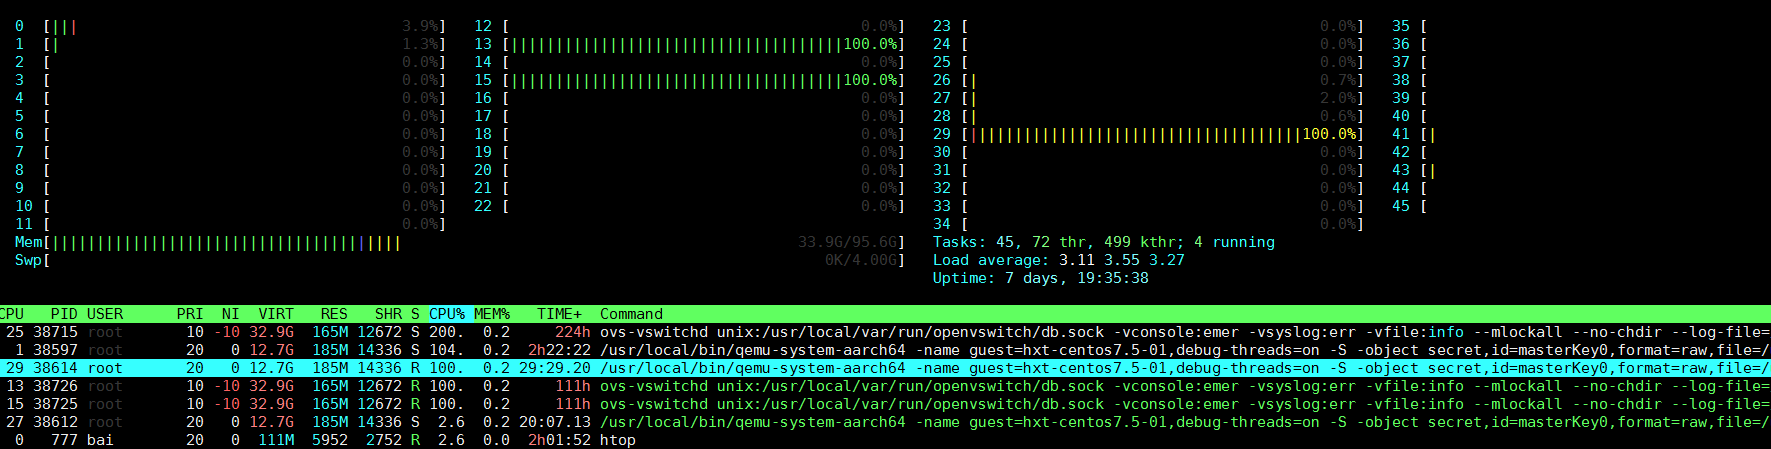 0 [||| 3.9%] 12 [ 0.0%] 23 [ 0.0%] 35 [
1 [| 1.3%] 13 [|||||||||||||||||||||||||||||||||||||100.0%] 24 [ 0.0%] 36 [
2 [ 0.0%] 14 [ 0.0%] 25 [ 0.0%] 37 [
3 [ 0.0%] 15 [|||||||||||||||||||||||||||||||||||||100.0%] 26 [| 0.7%] 38 [
4 [ 0.0%] 16 [ 0.0%] 27 [| 2.0%] 39 [
5 [ 0.0%] 17 [ 0.0%] 28 [| 0.6%] 40 [
6 [ 0.0%] 18 [ 0.0%] 29 [|||||||||||||||||||||||||||||||||||||100.0%] 41 [|
7 [ 0.0%] 19 [ 0.0%] 30 [ 0.0%] 42 [
8 [ 0.0%] 20 [ 0.0%] 31 [ 0.0%] 43 [|
9 [ 0.0%] 21 [ 0.0%] 32 [ 0.0%] 44 [
10 [ 0.0%] 22 [ 0.0%] 33 [ 0.0%] 45 [
11 [ 0.0%] 34 [ 0.0%]
Mem[||||||||||||||||||||||||||||||||||||||| 33.9G/95.6G] Tasks: 45, 72 thr, 499 kthr; 4 running
Swp[ 0K/4.00G] Load average: 3.11 3.55 3.27
Uptime: 7 days, 19:35:38
CPU PID USER PRI NI VIRT RES SHR S CPU% MEM% TIME+ Command
25 38715 root 10 -10 32.9G 165M 12672 S 200. 0.2 224h ovs-vswitchd unix:/usr/local/var/run/openvswitch/db.sock -vconsole:emer -vsyslog:err -vfile:info --mlockall --no-chdir --log-file=
1 38597 root 20 0 12.7G 185M 14336 S 104. 0.2 2h22:22 /usr/local/bin/qemu-system-aarch64 -name guest=hxt-centos7.5-01,debug-threads=on -S -object secret,id=masterKey0,format=raw,file=/
29 38614 root 20 0 12.7G 185M 14336 R 100. 0.2 29:29.20 /usr/local/bin/qemu-system-aarch64 -name guest=hxt-centos7.5-01,debug-threads=on -S -object secret,id=masterKey0,format=raw,file=/
13 38726 root 10 -10 32.9G 165M 12672 R 100. 0.2 111h ovs-vswitchd unix:/usr/local/var/run/openvswitch/db.sock -vconsole:emer -vsyslog:err -vfile:info --mlockall --no-chdir --log-file=
15 38725 root 10 -10 32.9G 165M 12672 R 100. 0.2 111h ovs-vswitchd unix:/usr/local/var/run/openvswitch/db.sock -vconsole:emer -vsyslog:err -vfile:info --mlockall --no-chdir --log-file=
27 38612 root 20 0 12.7G 185M 14336 S 2.6 0.2 20:07.13 /usr/local/bin/qemu-system-aarch64 -name guest=hxt-centos7.5-01,debug-threads=on -S -object secret,id=masterKey0,format=raw,file=/
0 777 bai 20 0 111M 5952 2752 R 2.6 0.0 2h01:52 htop